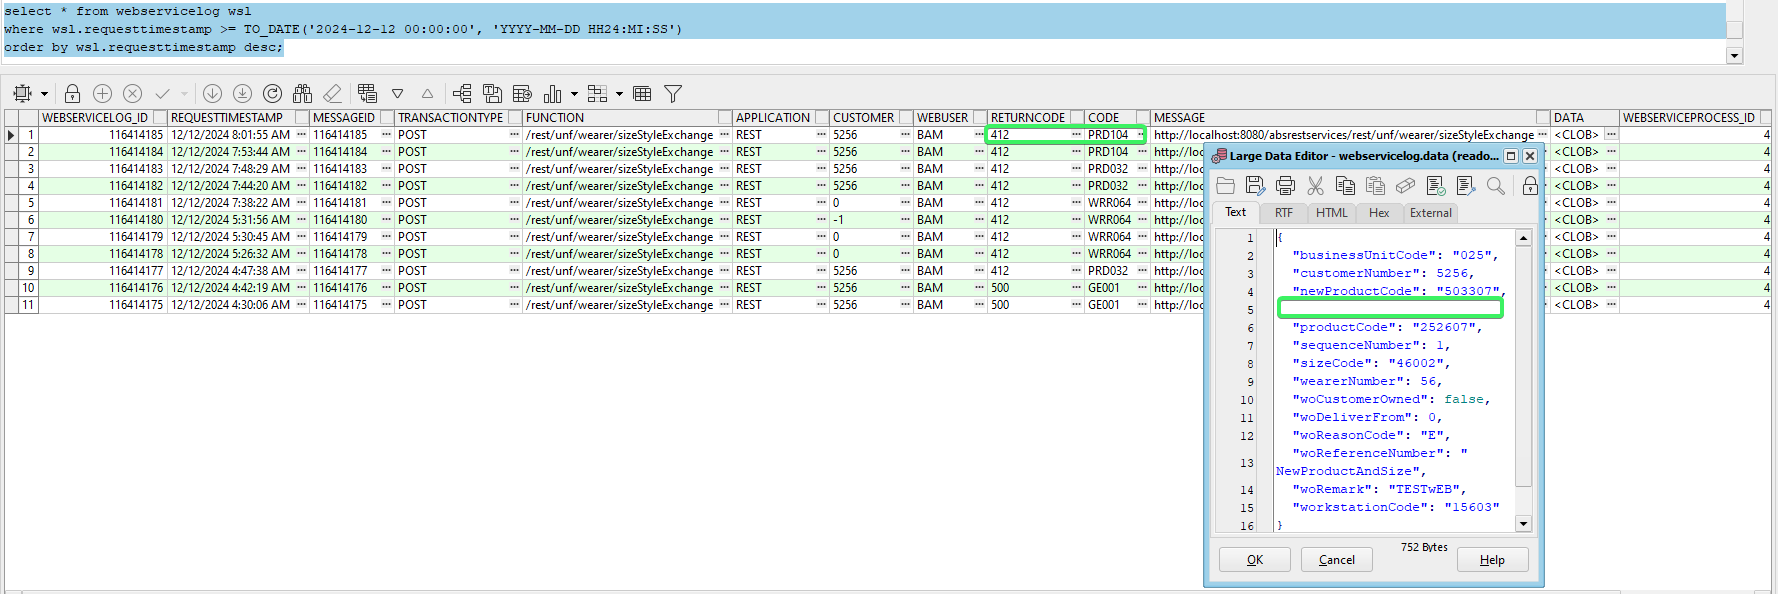 select * from webservicelog wsl
where wsl.requesttimestamp >= TO_DATE('2024-12-12 00:00:00', 'YYYY-MM-DD HH24:MI:SS')
order by wsl.requesttimestamp desc;
WEBSERVICELOG_ID REQUESTTIMESTAMP MESSAGEID TRANSACTIONTYPE FUNCTION APPLICATION CUSTOMER WEBUSER RETURNCODE CODE MESSAGE DATA WEBSERVICEPROCESS_ID
1 116414185 12/12/2024 8:01:55 AM 116414185 POST /rest/unf/wearer/sizeStyleExchange REST 5256 BAM 412 PRD104 http://localhost:8080/absrestservices/rest/unf/wearer/sizeStyleExchange <CLOB> 4
2 116414184 12/12/2024 7:53:44 AM 116414184 POST /rest/unf/wearer/sizeStyleExchange REST 5256 BAM 412 PRD104 http://loc <CLOB> 4
3 116414183 12/12/2024 7:48:29 AM 116414183 POST /rest/unf/wearer/sizeStyleExchange REST 5256 BAM 412 PRD032 http://loc <CLOB> 4
4 116414182 12/12/2024 7:44:20 AM 116414182 POST /rest/unf/wearer/sizeStyleExchange REST 5256 BAM 412 PRD032 http://loc <CLOB> 4
5 116414181 12/12/2024 7:38:22 AM 116414181 POST /rest/unf/wearer/sizeStyleExchange REST 0 BAM 412 WRR064 http://loc <CLOB> 4
6 116414180 12/12/2024 5:31:56 AM 116414180 POST /rest/unf/wearer/sizeStyleExchange REST -1 BAM 412 WRR064 http://loc <CLOB> 4
7 116414179 12/12/2024 5:30:45 AM 116414179 POST /rest/unf/wearer/sizeStyleExchange REST 0 BAM 412 WRR064 http://loc <CLOB> 4
8 116414178 12/12/2024 5:26:32 AM 116414178 POST /rest/unf/wearer/sizeStyleExchange REST 0 BAM 412 WRR064 http://loc <CLOB> 4
9 116414177 12/12/2024 4:47:38 AM 116414177 POST /rest/unf/wearer/sizeStyleExchange REST 5256 BAM 412 PRD032 http://loc <CLOB> 4
10 116414176 12/12/2024 4:42:19 AM 116414176 POST /rest/unf/wearer/sizeStyleExchange REST 5256 BAM 500 GE001 http://loc <CLOB> 4
11 116414175 12/12/2024 4:30:06 AM 116414175 POST /rest/unf/wearer/sizeStyleExchange REST 5256 BAM 500 GE001 http://loc <CLOB> 4
Large Data Editor - webservicelog.data (reado...
Text RTF HTML Hex External
1 {
2 "businessUnitCode": "025",
3 "customerNumber": 5256,
4 "newProductCode": "503307",
5
6 "productCode": "252607",
7 "sequenceNumber": 1,
8 "sizeCode": "46002",
9 "wearerNumber": 56,
10 "woCustomerOwned": false,
11 "woDeliverFrom": 0,
12 "woReasonCode": "E",
13 "woReferenceNumber": "
NewProductAndSize",
14 "woRemark": "TESTwEB",
15 "workstationCode": "15603"
16 }
OK Cancel 752 Bytes Help